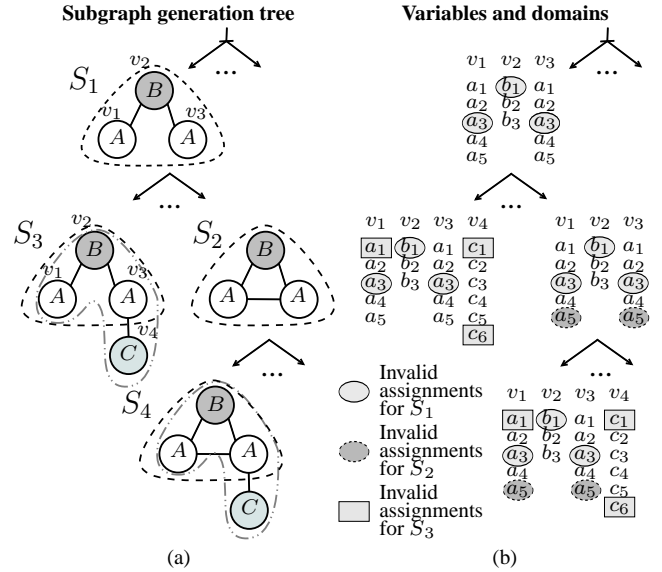 Subgraph generation tree
Variables and domains
v2
...
S1
B
v1
v3
A
A
...
v2
S3
B
v1
v3
A
A
v4
C
S2
B
A
A
...
S4
B
A
A
C
(a)
...
v1 v2 v3
a1 b1 a1
a2 b2 a2
a3 b3 a3
a4 a4
a5 a5
...
v1 v2 v3 v4
a1 b1 a1 c1
a2 b2 a2 c2
a3 b3 a3 c3
a4 a4 c4
a5 a5 c5
c6
v1 v2 v3
a1 b1 a1
a2 b2 a2
a3 b3 a3
a4 a4
a5 a5
...
Invalid
assignments
for S1
Invalid
assignments
for S2
Invalid
assignments
for S3
v1 v2 v3 v4
a1 b1 a1 c1
a2 b2 a2 c2
a3 b3 a3 c3
a4 a4 c4
a5 a5 c5
c6
(b)